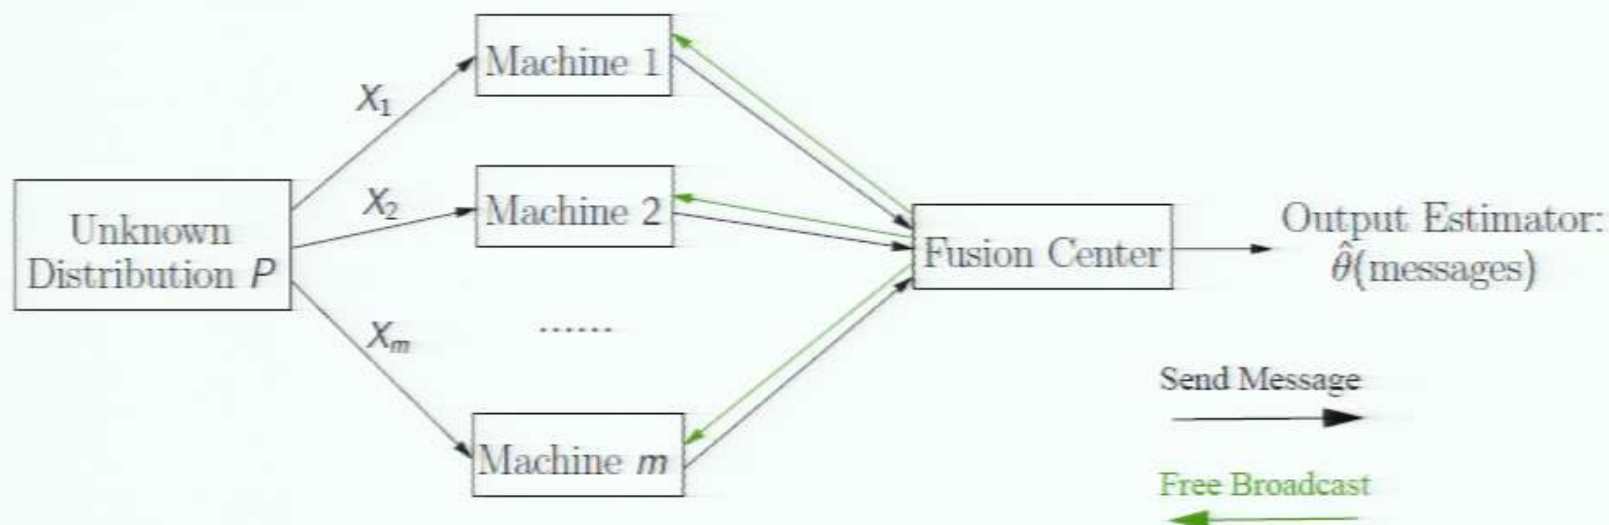 Unknown
Distribution P
X₁
X₂
Xₘ
Machine 1
Machine 2
......
Machine m
Fusion Center
Output Estimator:
θ̂(messages)
Send Message
Free Broadcast